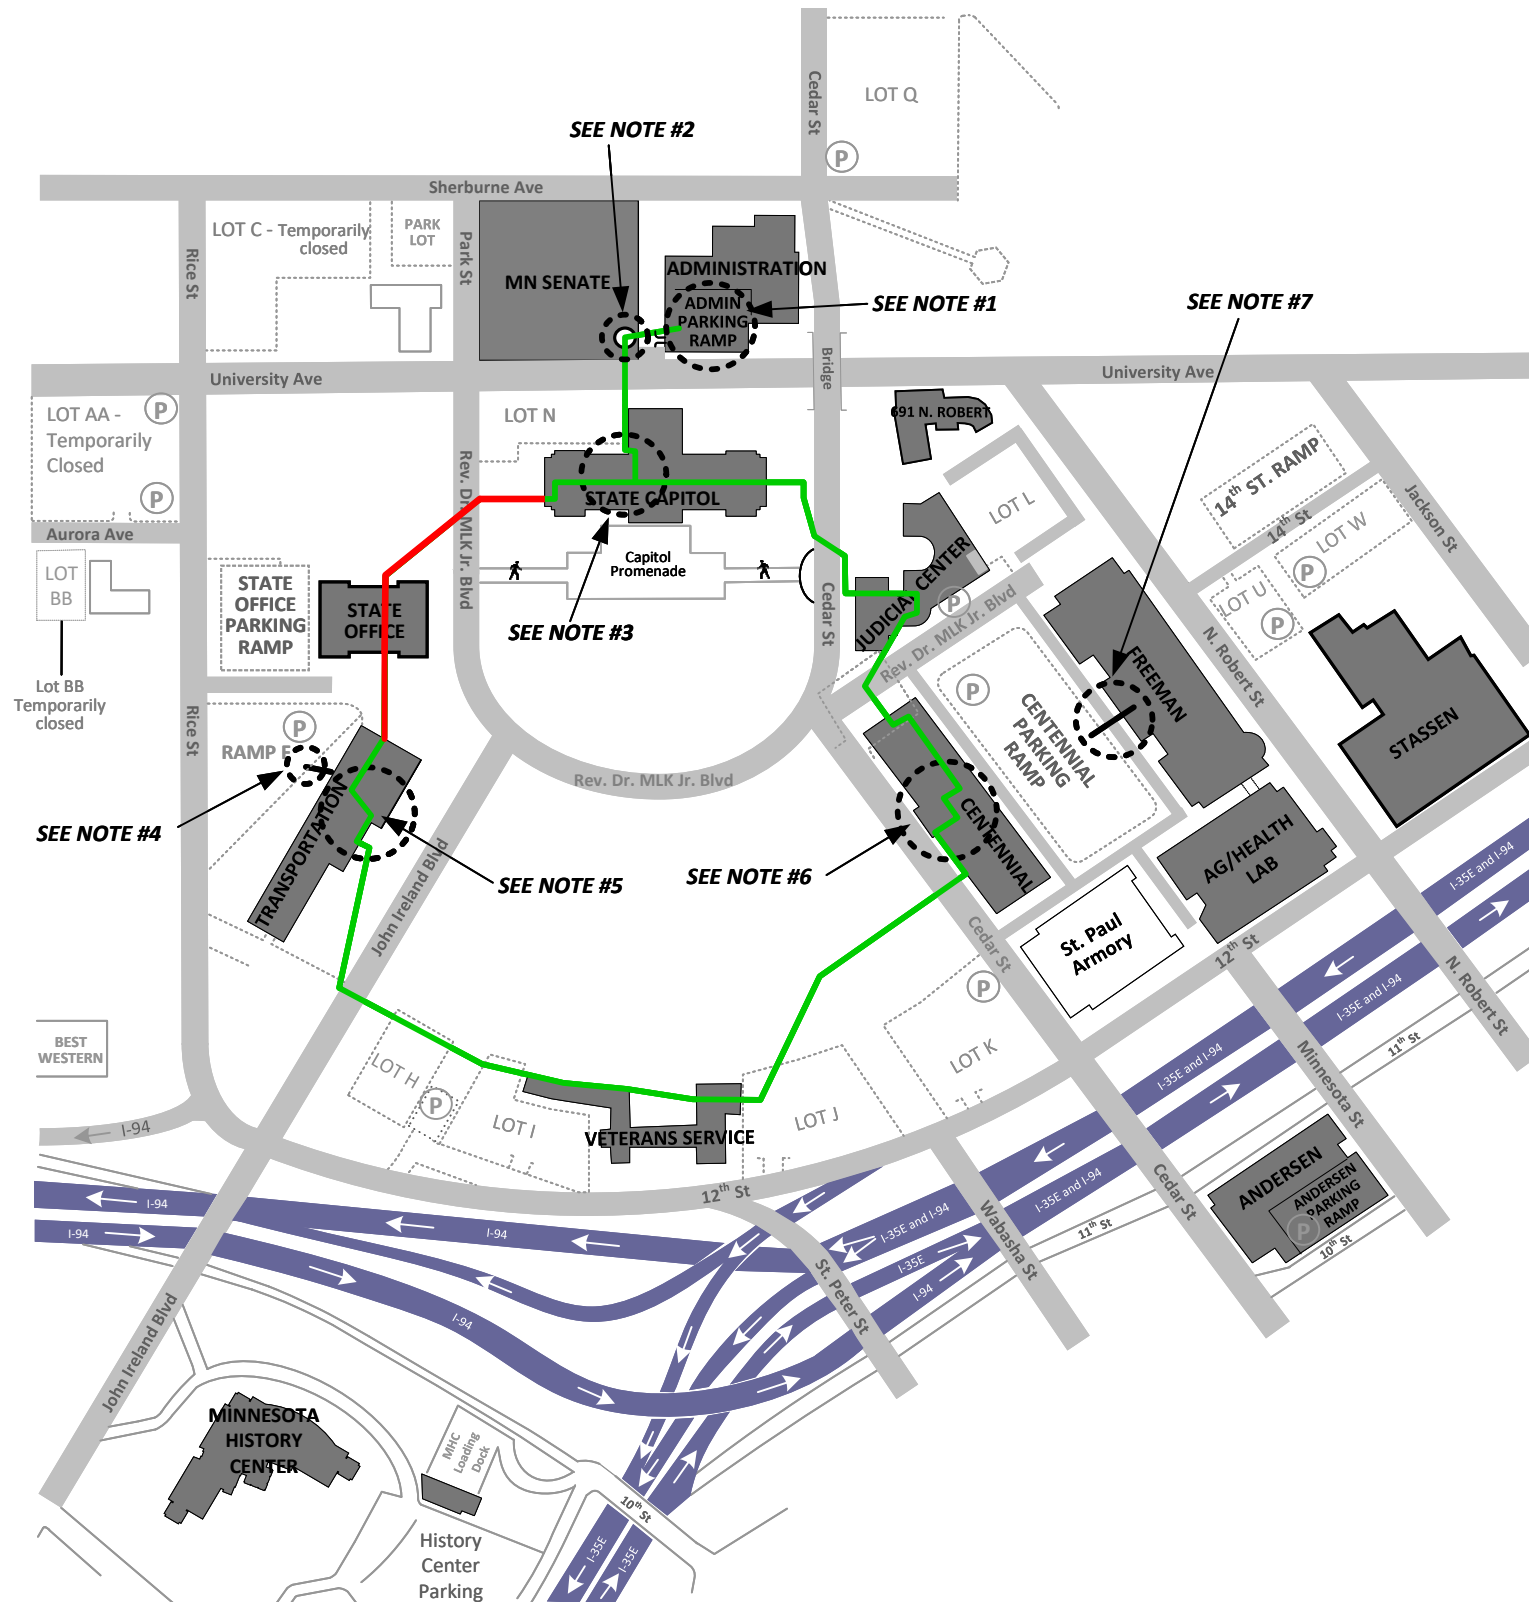 Cedar St
LOT Q
P
SEE NOTE #2
Sherburne Ave
LOT C - Temporarily
closed
PARK
LOT
Rice St
Park St
MN SENATE
ADMINISTRATION
ADMIN
PARKING
RAMP
SEE NOTE #1
SEE NOTE #7
University Ave
Bridge
University Ave
LOT AA -
Temporarily
Closed
P
P
LOT N
691 N. ROBERT
Rev. Dr. MLK Jr. Blvd
STATE CAPITOL
LOT L
14th ST. RAMP
14th St
LOT W
P
Jackson St
Aurora Ave
LOT
BB
STATE
OFFICE
PARKING
RAMP
STATE
OFFICE
Capitol
Promenade
SEE NOTE #3
Cedar St
JUDICIAL CENTER
P
Rev. Dr. MLK Jr. Blvd
LOT U
P
N. Robert St
Lot BB
Temporarily
closed
Rice St
P
RAMP F
P
CENTENNIAL
PARKING
RAMP
FREEMAN
STASSEN
Rev. Dr. MLK Jr. Blvd
SEE NOTE #4
TRANSPORTATION
SEE NOTE #5
John Ireland Blvd
SEE NOTE #6
CENTENNIAL
AG/HEALTH
LAB
Cedar St
St. Paul
Armory
12th St
I-35E and I-94
I-35E and I-94
N. Robert St
P
BEST
WESTERN
LOT H
P
LOT I
VETERANS SERVICE
LOT J
LOT K
I-35E and I-94
11th St
Minnesota St
I-94
12th St
I-35E and I-94
Cedar St
ANDERSEN
ANDERSEN
PARKING
RAMP
P
10th St
I-94
I-94
I-94
I-35E and I-94
I-35E
I-94
Wabasha St
11th St
St. Peter St
I-94
John Ireland Blvd
MINNESOTA
HISTORY
CENTER
MHC
Loading
Dock
10th St
History
Center
Parking
I-35E
I-35E